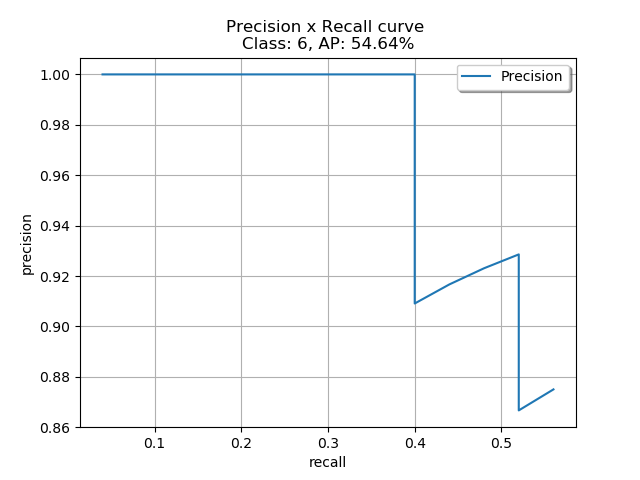 Precision x Recall curve
Class: 6, AP: 54.64%
Precision
1.00
0.98
0.96
0.94
0.92
0.90
0.88
0.86
precision
0.1 0.2 0.3 0.4 0.5
recall